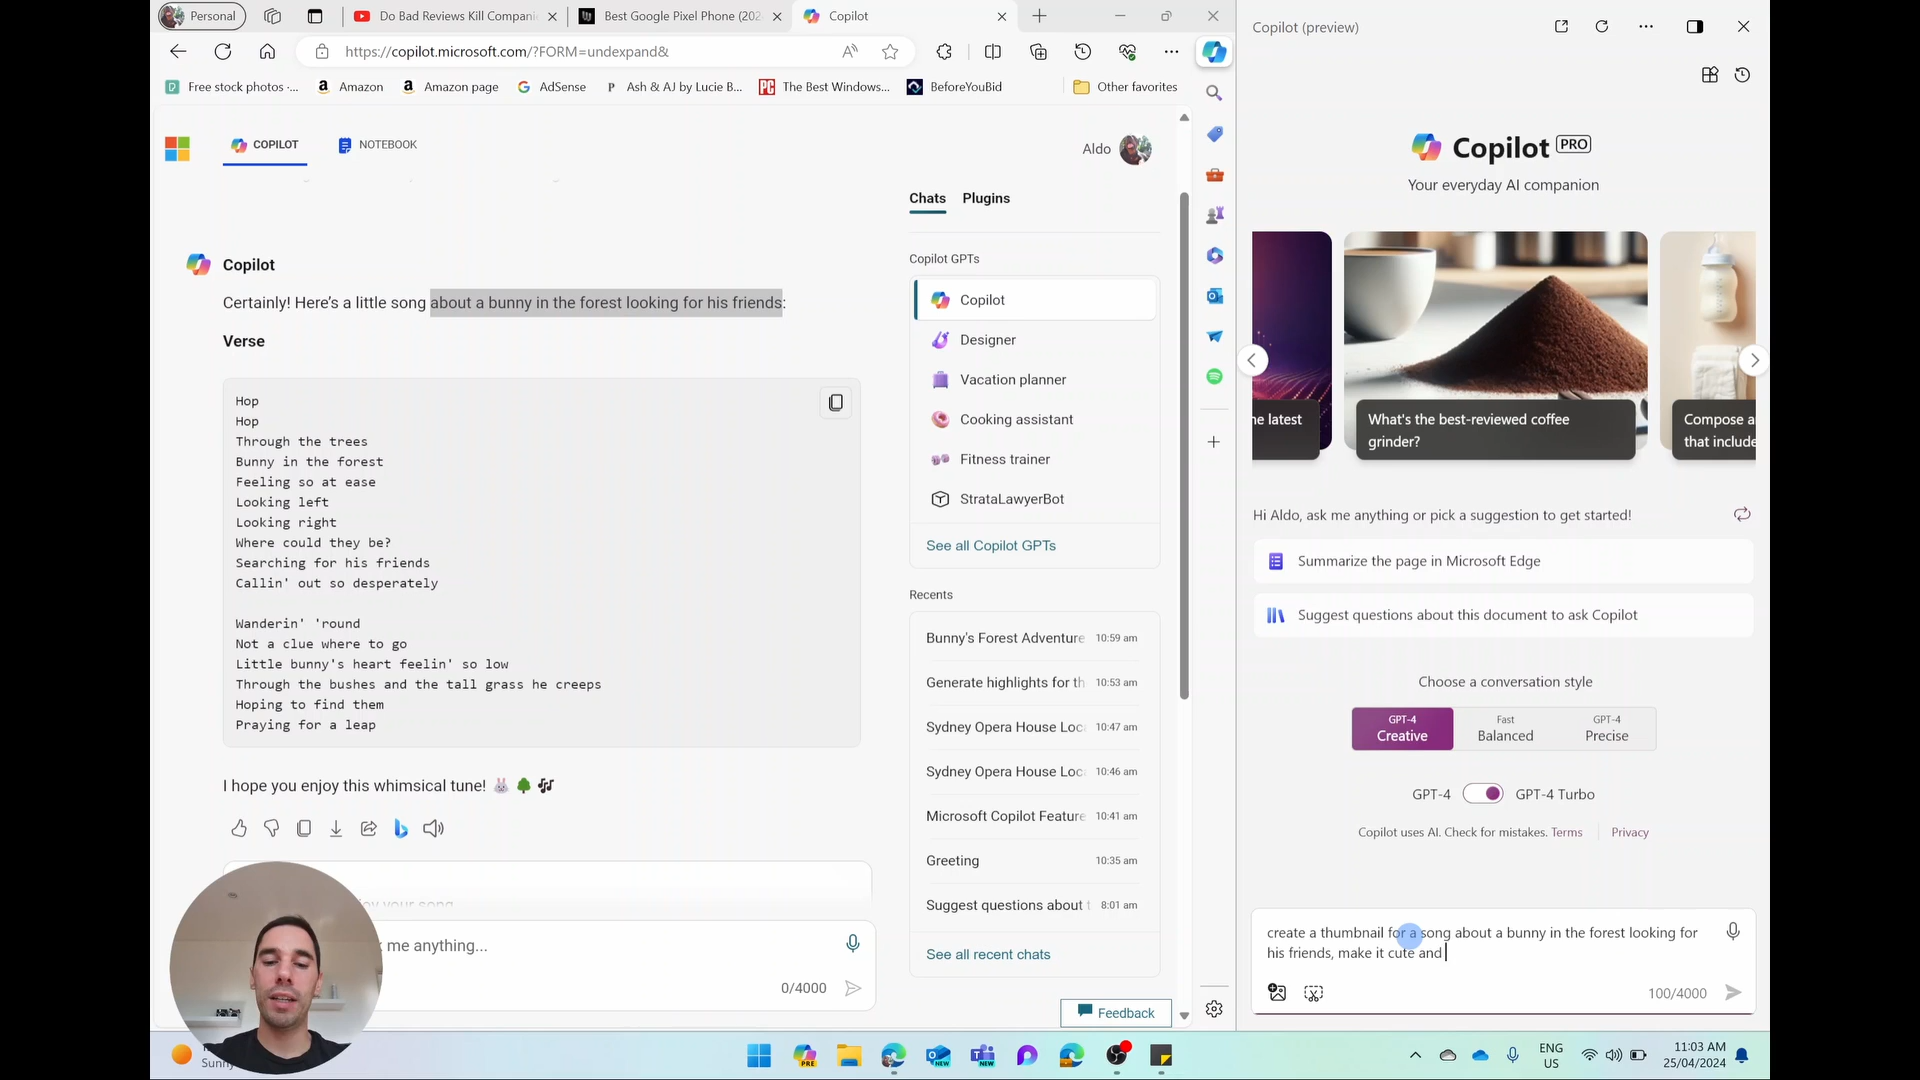 Personal
Do Bad Reviews Kill Compani
Best Google Pixel Phone (202
Copilot
https://copilot.microsoft.com/?FORM=undexpand&
Free stock photos ·...
Amazon
Amazon page
AdSense
Ash & AJ by Lucie B...
The Best Windows...
BeforeYouBid
Other favorites
COPILOT
NOTEBOOK
Aldo
Copilot
Certainly! Here's a little song about a bunny in the forest looking for his friends:
Verse
Hop
Hop
Through the trees
Bunny in the forest
Feeling so at ease
Looking left
Looking right
Where could they be?
Searching for his friends
Callin' out so desperately
Wanderin' 'round
Not a clue where to go
Little bunny's heart feelin' so low
Through the bushes and the tall grass he creeps
Hoping to find them
Praying for a leap
I hope you enjoy this whimsical tune!
your song
me anything...
0/4000
Chats
Plugins
Copilot GPTs
Copilot
Designer
Vacation planner
Cooking assistant
Fitness trainer
StrataLawyerBot
See all Copilot GPTs
Recents
Bunny's Forest Adventure 10:59 am
Generate highlights for th 10:53 am
Sydney Opera House Loc 10:47 am
Sydney Opera House Loc 10:46 am
Microsoft Copilot Feature 10:41 am
Greeting 10:35 am
Suggest questions about 8:01 am
See all recent chats
Feedback
Copilot (preview)
Copilot PRO
Your everyday AI companion
he latest
What's the best-reviewed coffee
grinder?
Compose a
that include
Hi Aldo, ask me anything or pick a suggestion to get started!
Summarize the page in Microsoft Edge
Suggest questions about this document to ask Copilot
Choose a conversation style
GPT-4
Creative
Fast
Balanced
GPT-4
Precise
GPT-4
GPT-4 Turbo
Copilot uses AI. Check for mistakes. Terms
Privacy
create a thumbnail for a song about a bunny in the forest looking for
his friends, make it cute and
100/4000
Sunny
PRE
NEW
NEW
ENG
US
11:03 AM
25/04/2024